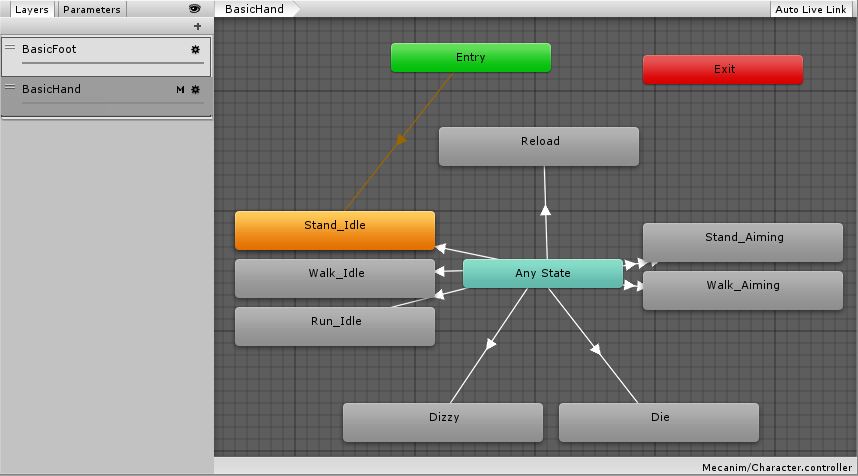 Layers Parameters
BasicHand
Auto Live Link
BasicFoot
BasicHand M
Entry
Exit
Reload
Stand_Idle
Walk_Idle
Run_Idle
Any State
Stand_Aiming
Walk_Aiming
Dizzy
Die
Mecanim/Character.controller